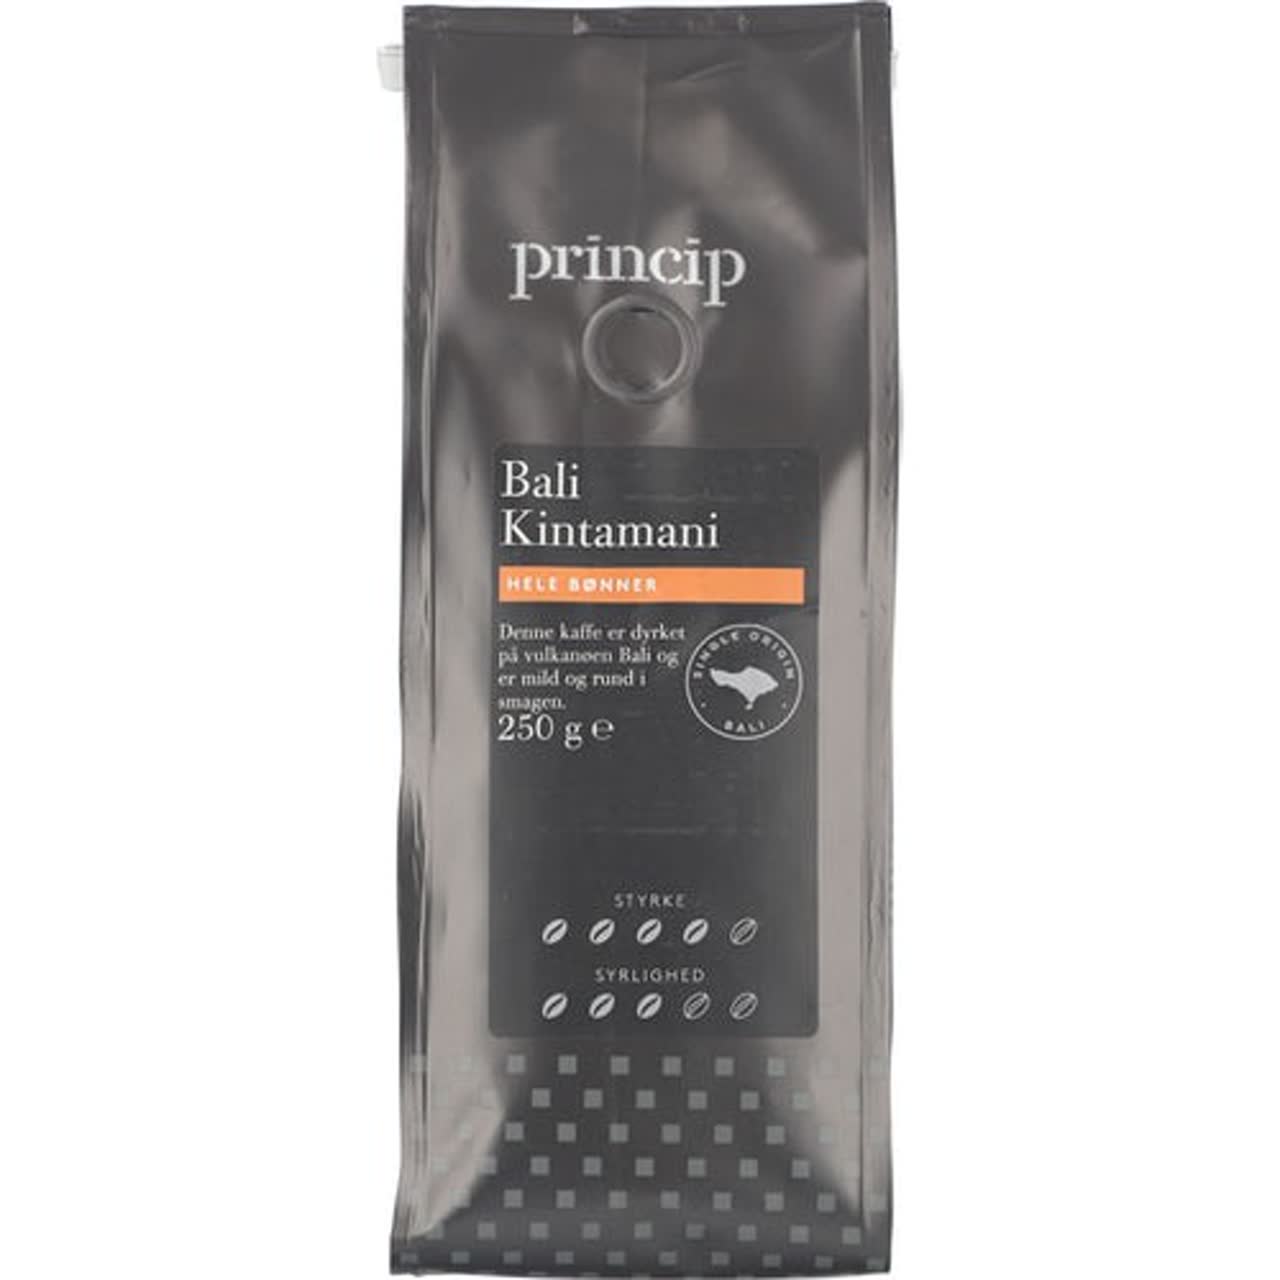 princip
Bali
Kintamani
HELE BØNNER
Denne kaffe er dyrket
på vulkanøen Bali og
er mild og rund i
smagen.
250 g ℮
SINGLE ORIGIN
BALI
STYRKE
SYRLIGHED